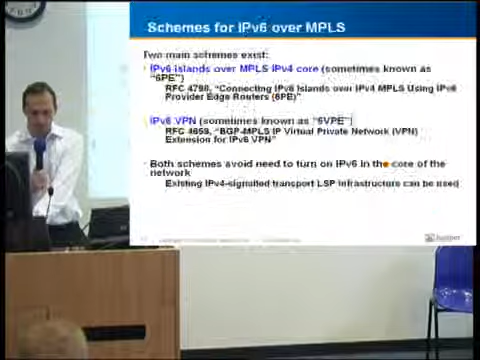 Schemes for IPv6 over MPLS
Two main schemes exist:
IPv6 islands over MPLS IPv4 core (sometimes known as
"6PE")
RFC 4798, "Connecting IPv6 Islands over IPv4 MPLS Using IPv6
Provider Edge Routers (6PE)"
IPv6 VPN (sometimes known as "6VPE")
RFC 4659, "BGP-MPLS IP Virtual Private Network (VPN)
Extension for IPv6 VPN"
Both schemes avoid need to turn on IPv6 in the core of the
network
Existing IPv4-signalled transport LSP infrastructure can be used
Juniper